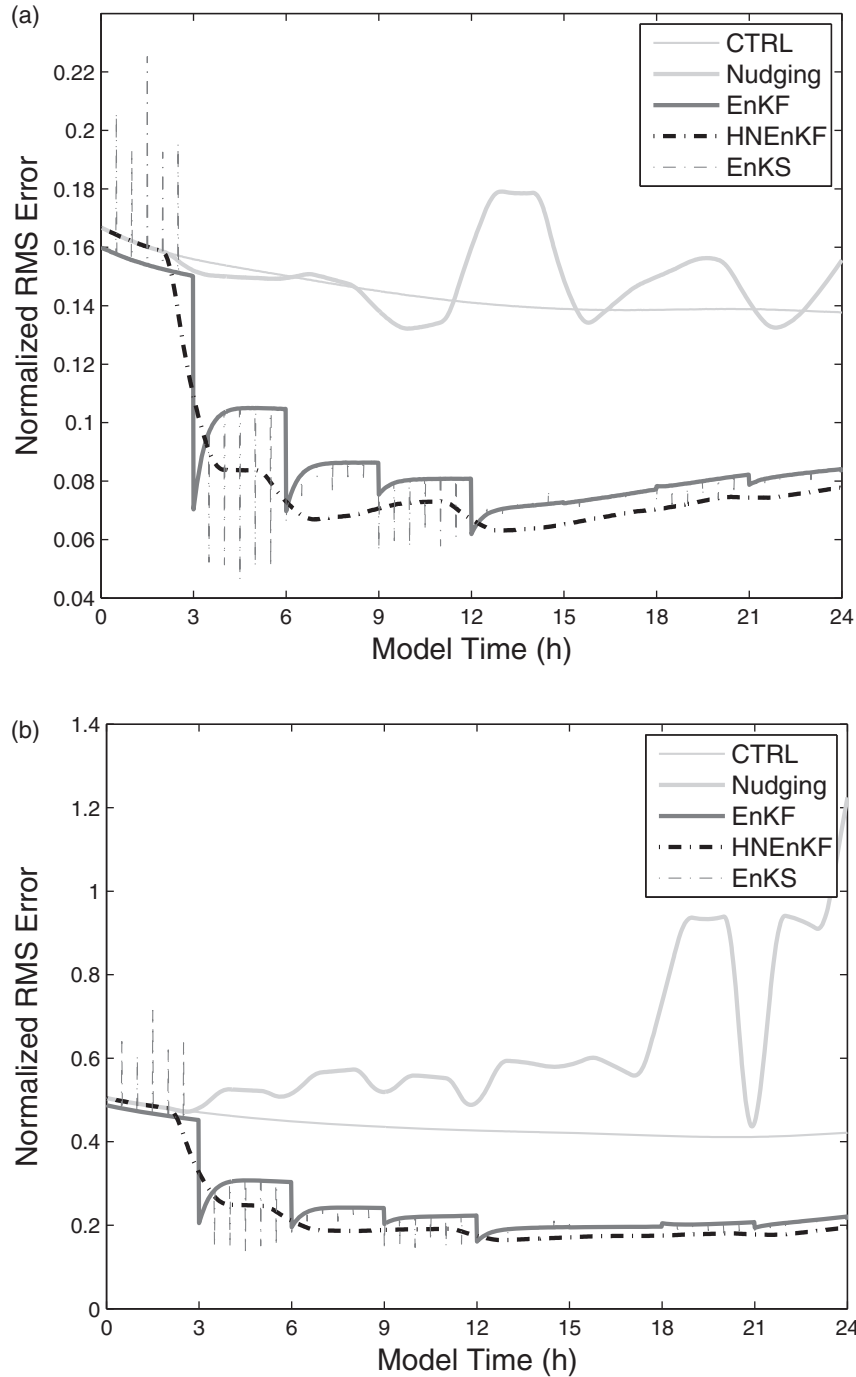 (a)
CTRL
Nudging
EnKF
HNEnKF
EnKS
Normalized RMS Error
0.22
0.2
0.18
0.16
0.14
0.12
0.1
0.08
0.06
0.04
0 3 6 9 12 15 18 21 24
Model Time (h)
(b)
CTRL
Nudging
EnKF
HNEnKF
EnKS
Normalized RMS Error
1.4
1.2
1
0.8
0.6
0.4
0.2
0
0 3 6 9 12 15 18 21 24
Model Time (h)